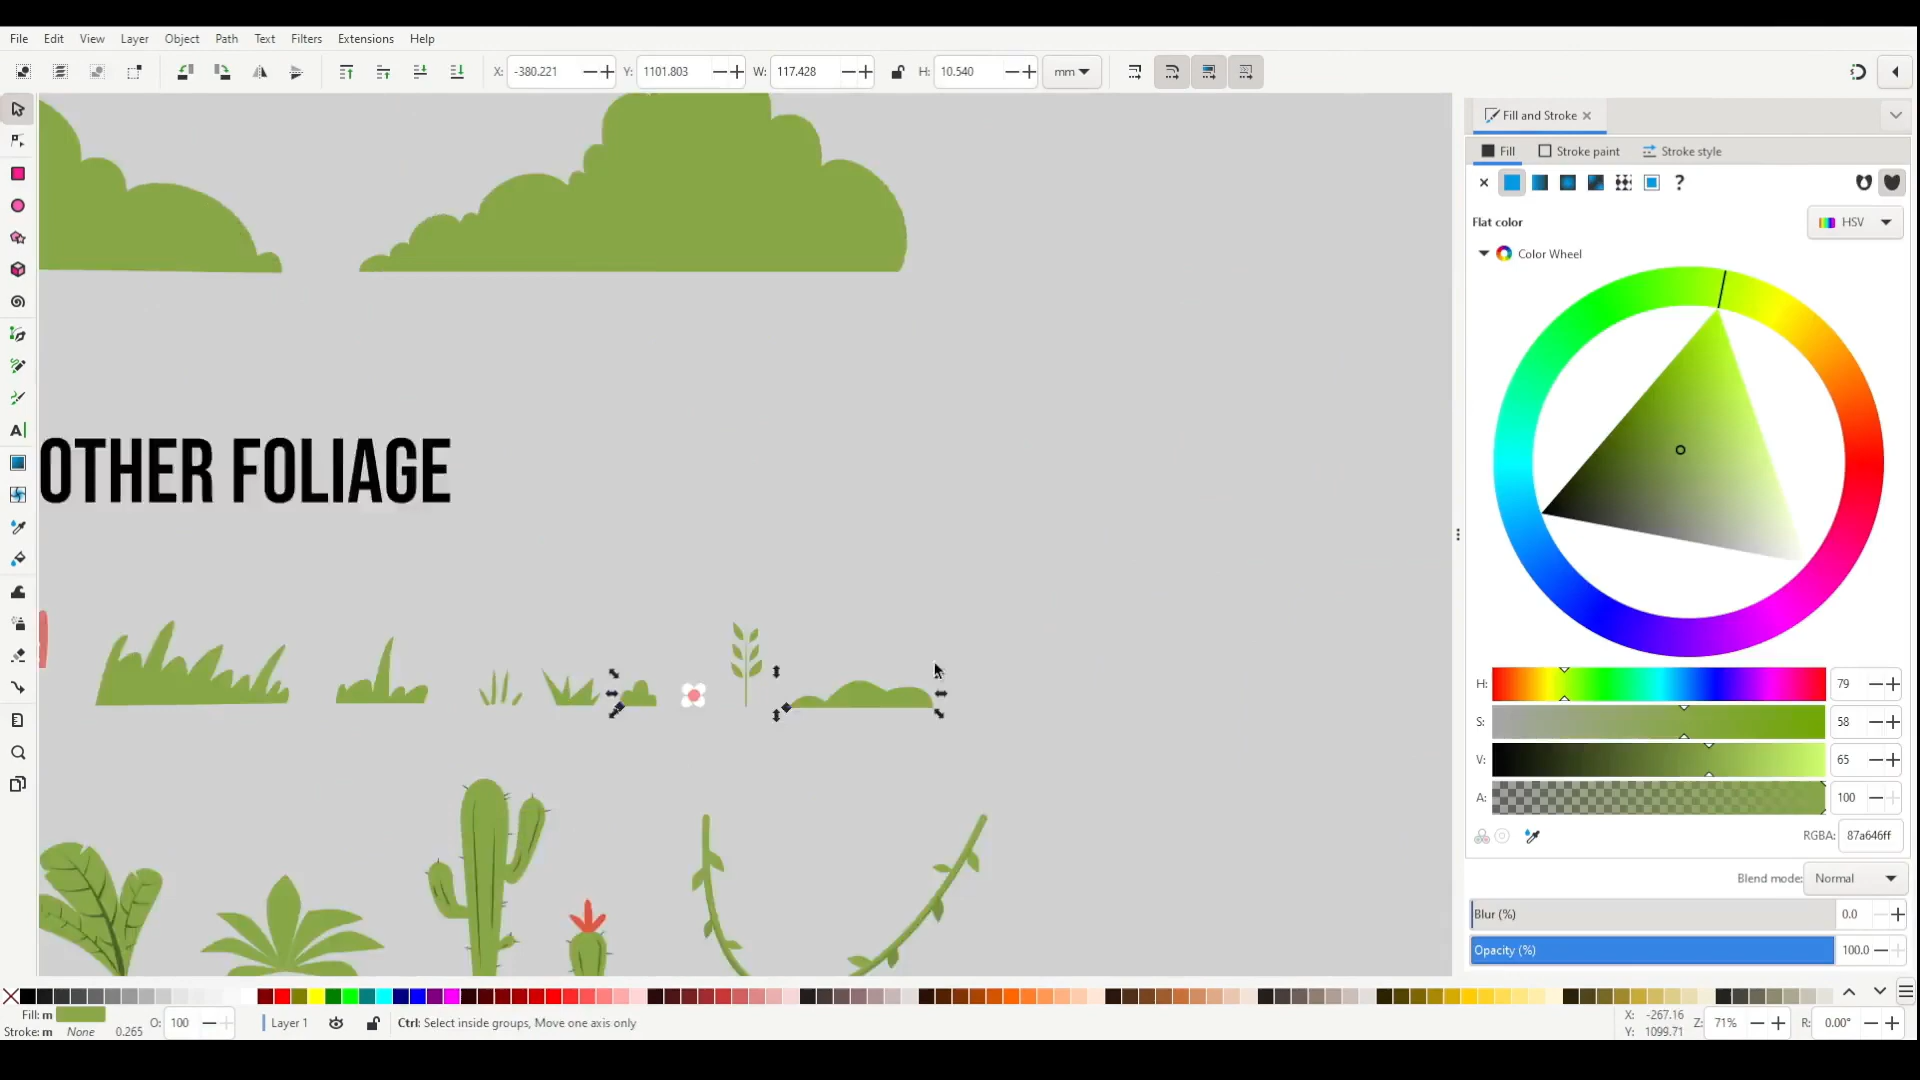 File Edit View Layer Object Path Text Filters Extensions Help
X: -380.221 Y: 1101.803 W: 117.428 H: 10.540 mm
Fill and Stroke
Fill Stroke paint Stroke style
?
Flat color HSV
Color Wheel
OTHER FOLIAGE
H: 79
S: 58
V: 65
A: 100
RGBA: 87a646ff
Blend mode: Normal
Blur (%) 0.0
Opacity (%) 100.0
Fill: m O: 100 Layer 1 Ctrl: Select inside groups, Move one axis only X: -267.16 Z: 71% R: 0.00°
Stroke: m None 0.265 Y: 1099.71